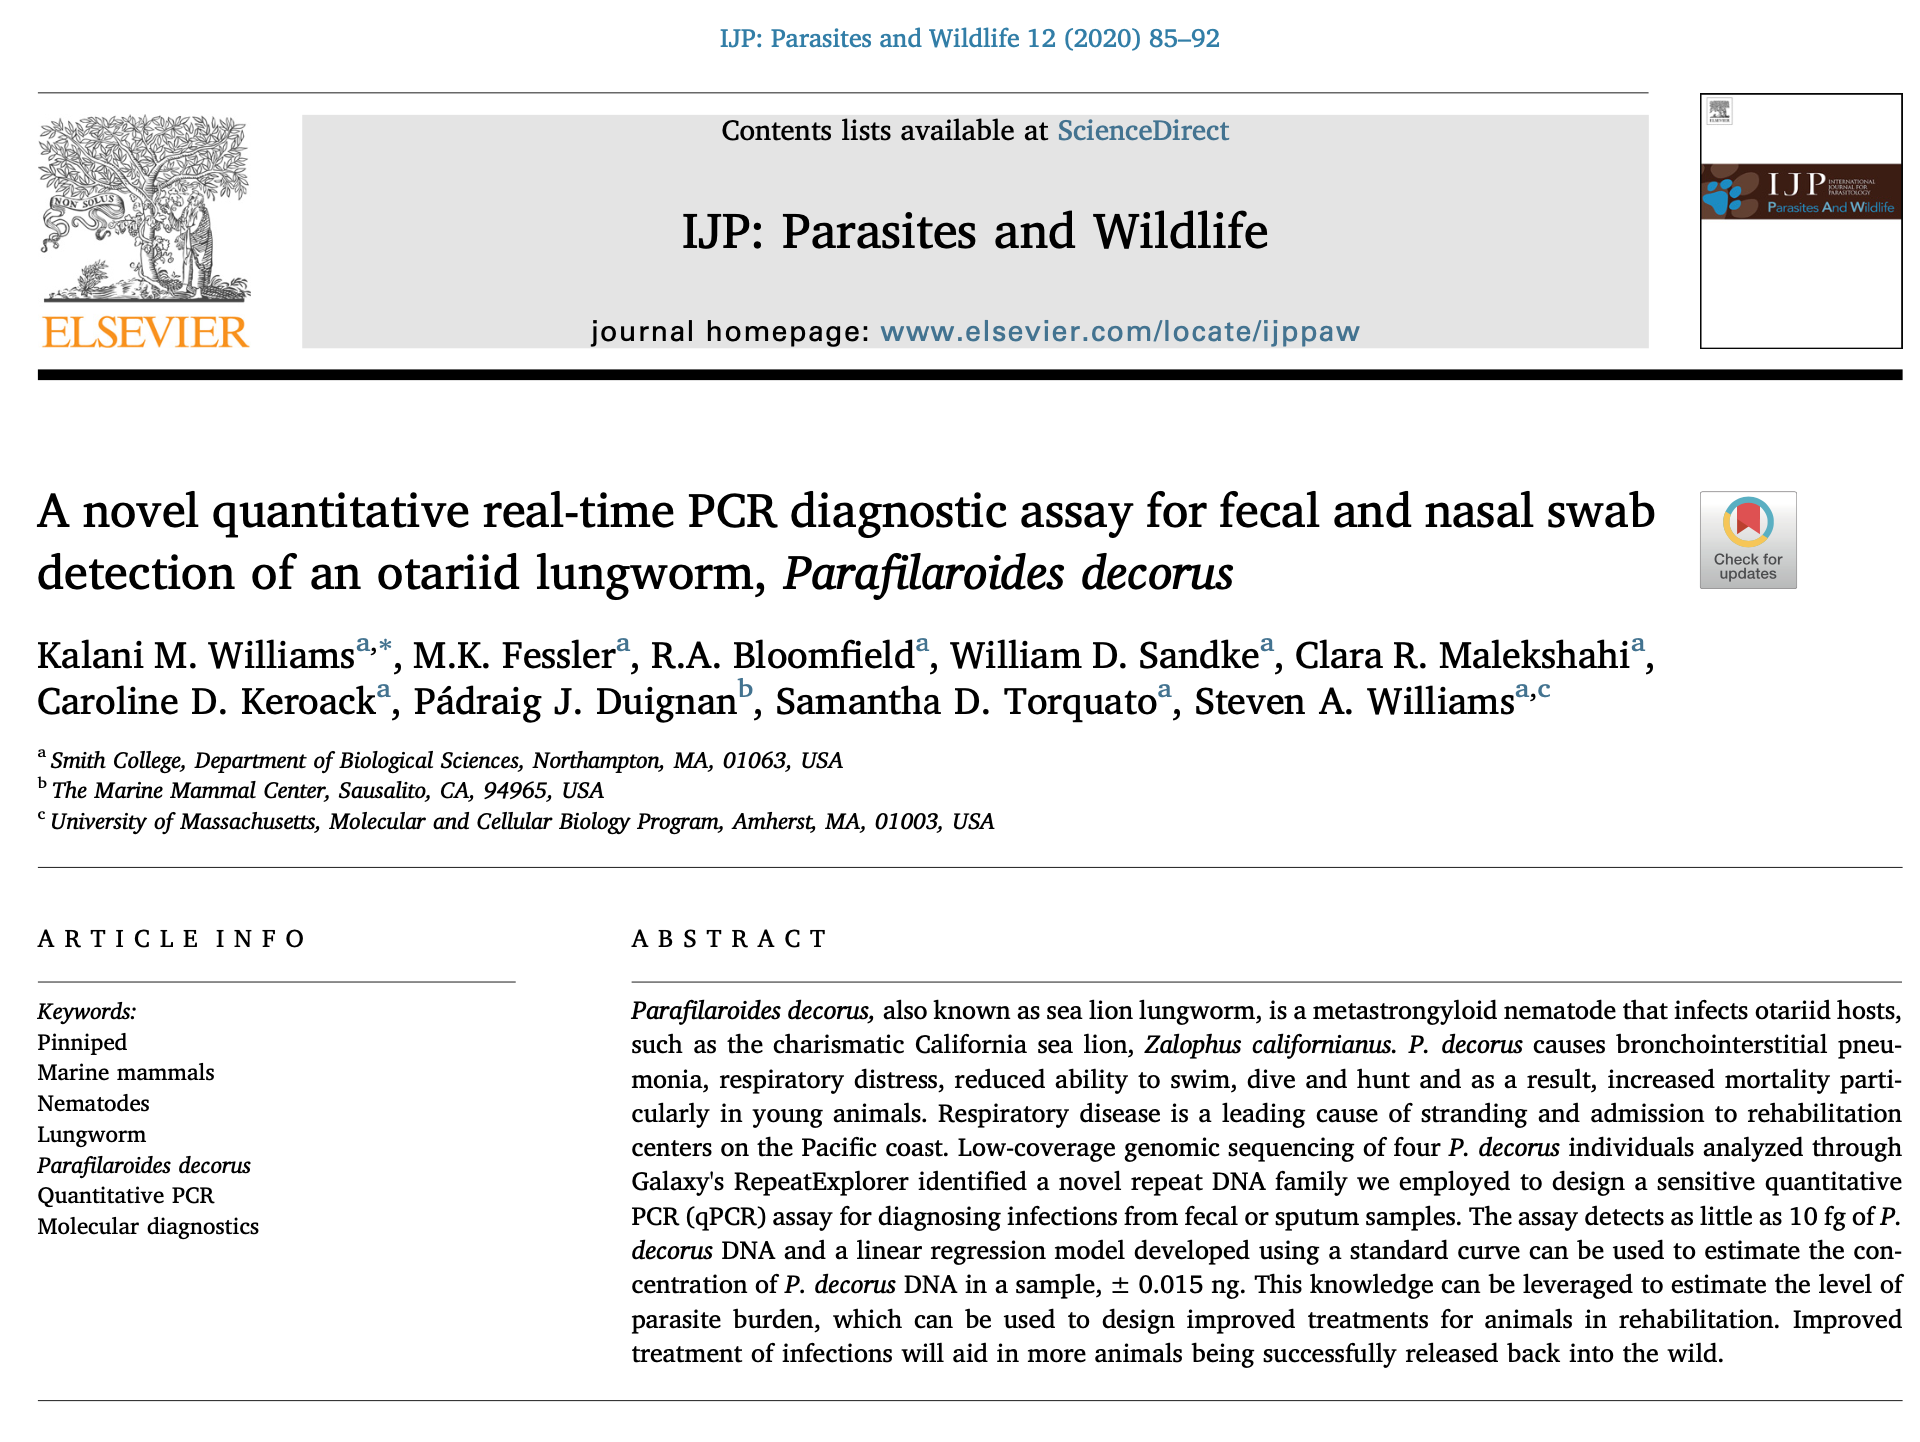 IJP: Parasites and Wildlife 12 (2020) 85–92
NON SOLUS
ELSEVIER
Contents lists available at ScienceDirect
IJP: Parasites and Wildlife
journal homepage: www.elsevier.com/locate/ijppaw
ELSEVIER
IJP INTERNATIONAL
JOURNAL FOR
PARASITOLOGY
Parasites And Wildlife
A novel quantitative real-time PCR diagnostic assay for fecal and nasal swab
detection of an otariid lungworm, Parafilaroides decorus
Check for
updates
Kalani M. Williams a,*, M.K. Fessler a, R.A. Bloomfield a, William D. Sandke a, Clara R. Malekshahi a,
Caroline D. Keroack a, Pádraig J. Duignan b, Samantha D. Torquato a, Steven A. Williams a,c
a Smith College, Department of Biological Sciences, Northampton, MA, 01063, USA
b The Marine Mammal Center, Sausalito, CA, 94965, USA
c University of Massachusetts, Molecular and Cellular Biology Program, Amherst, MA, 01003, USA
ARTICLE INFO
Keywords:
Pinniped
Marine mammals
Nematodes
Lungworm
Parafilaroides decorus
Quantitative PCR
Molecular diagnostics
ABSTRACT
Parafilaroides decorus, also known as sea lion lungworm, is a metastrongyloid nematode that infects otariid hosts,
such as the charismatic California sea lion, Zalophus californianus. P. decorus causes bronchointerstitial pneu-
monia, respiratory distress, reduced ability to swim, dive and hunt and as a result, increased mortality parti-
cularly in young animals. Respiratory disease is a leading cause of stranding and admission to rehabilitation
centers on the Pacific coast. Low-coverage genomic sequencing of four P. decorus individuals analyzed through
Galaxy's RepeatExplorer identified a novel repeat DNA family we employed to design a sensitive quantitative
PCR (qPCR) assay for diagnosing infections from fecal or sputum samples. The assay detects as little as 10 fg of P.
decorus DNA and a linear regression model developed using a standard curve can be used to estimate the con-
centration of P. decorus DNA in a sample, ± 0.015 ng. This knowledge can be leveraged to estimate the level of
parasite burden, which can be used to design improved treatments for animals in rehabilitation. Improved
treatment of infections will aid in more animals being successfully released back into the wild.